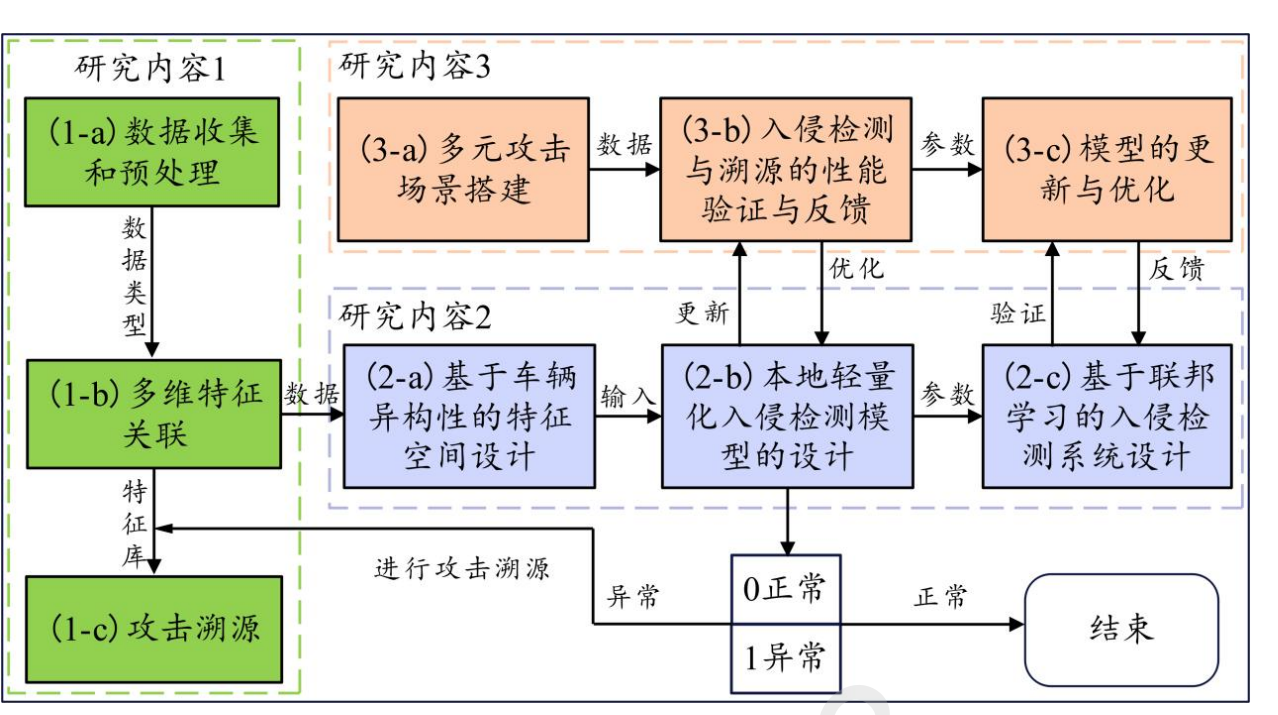 研究内容1
(1-a)数据收集
和预处理
数据类型
(1-b)多维特征
关联
特征库
(1-c)攻击溯源
数据
研究内容3
(3-a)多元攻击
场景搭建
数据
(3-b)入侵检测
与溯源的性能
验证与反馈
参数
(3-c)模型的更
新与优化
更新
优化
验证
反馈
研究内容2
(2-a)基于车辆
异构性的特征
空间设计
输入
(2-b)本地轻量
化入侵检测模
型的设计
参数
(2-c)基于联邦
学习的入侵检
测系统设计
进行攻击溯源
异常
0正常
1异常
正常
结束